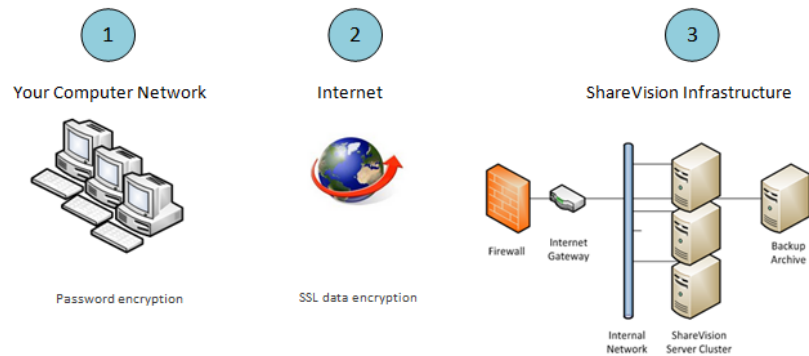 1
2
3
Your Computer Network
Internet
ShareVision Infrastructure
Firewall
Internet
Gateway
Backup
Archive
Password encryption
SSL data encryption
Internal
Network
ShareVision
Server Cluster